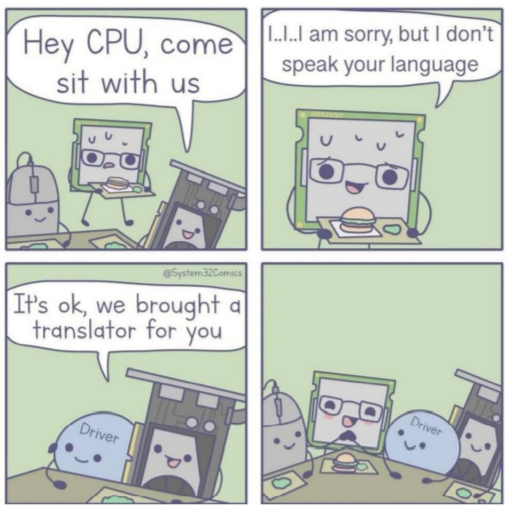 Hey CPU, come
sit with us
I..I..I am sorry, but I don't
speak your language
@System32Comics
It's ok, we brought a
translator for you
Driver
Driver